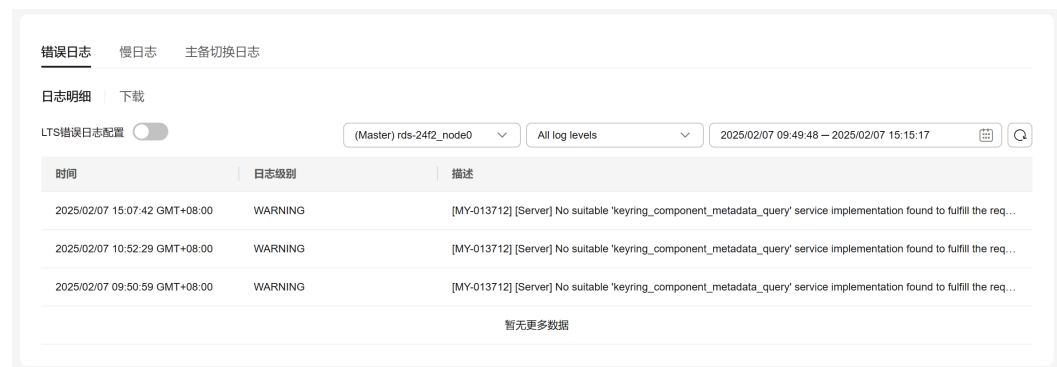 错误日志 慢日志 主备切换日志
日志明细 下载
LTS错误日志配置 (Master) rds-24f2_node0 All log levels 2025/02/07 09:49:48 — 2025/02/07 15:15:17
时间 日志级别 描述
2025/02/07 15:07:42 GMT+08:00 WARNING [MY-013712] [Server] No suitable 'keyring_component_metadata_query' service implementation found to fulfill the req...
2025/02/07 10:52:29 GMT+08:00 WARNING [MY-013712] [Server] No suitable 'keyring_component_metadata_query' service implementation found to fulfill the req...
2025/02/07 09:50:59 GMT+08:00 WARNING [MY-013712] [Server] No suitable 'keyring_component_metadata_query' service implementation found to fulfill the req...
暂无更多数据